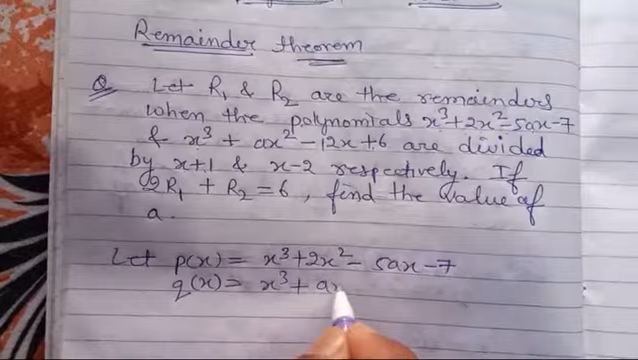 Remainder theorem
Q Let R₁ & R₂ are the remainders
when the polynomials x³+2x²-5ax-7
& x³ + ax² - 12x + 6 are divided
by x+1 & x-2 respectively. If
2R₁ + R₂ = 6, find the value of
a.
Let p(x) = x³+2x² - 5ax - 7
q(x) = x³ + ax